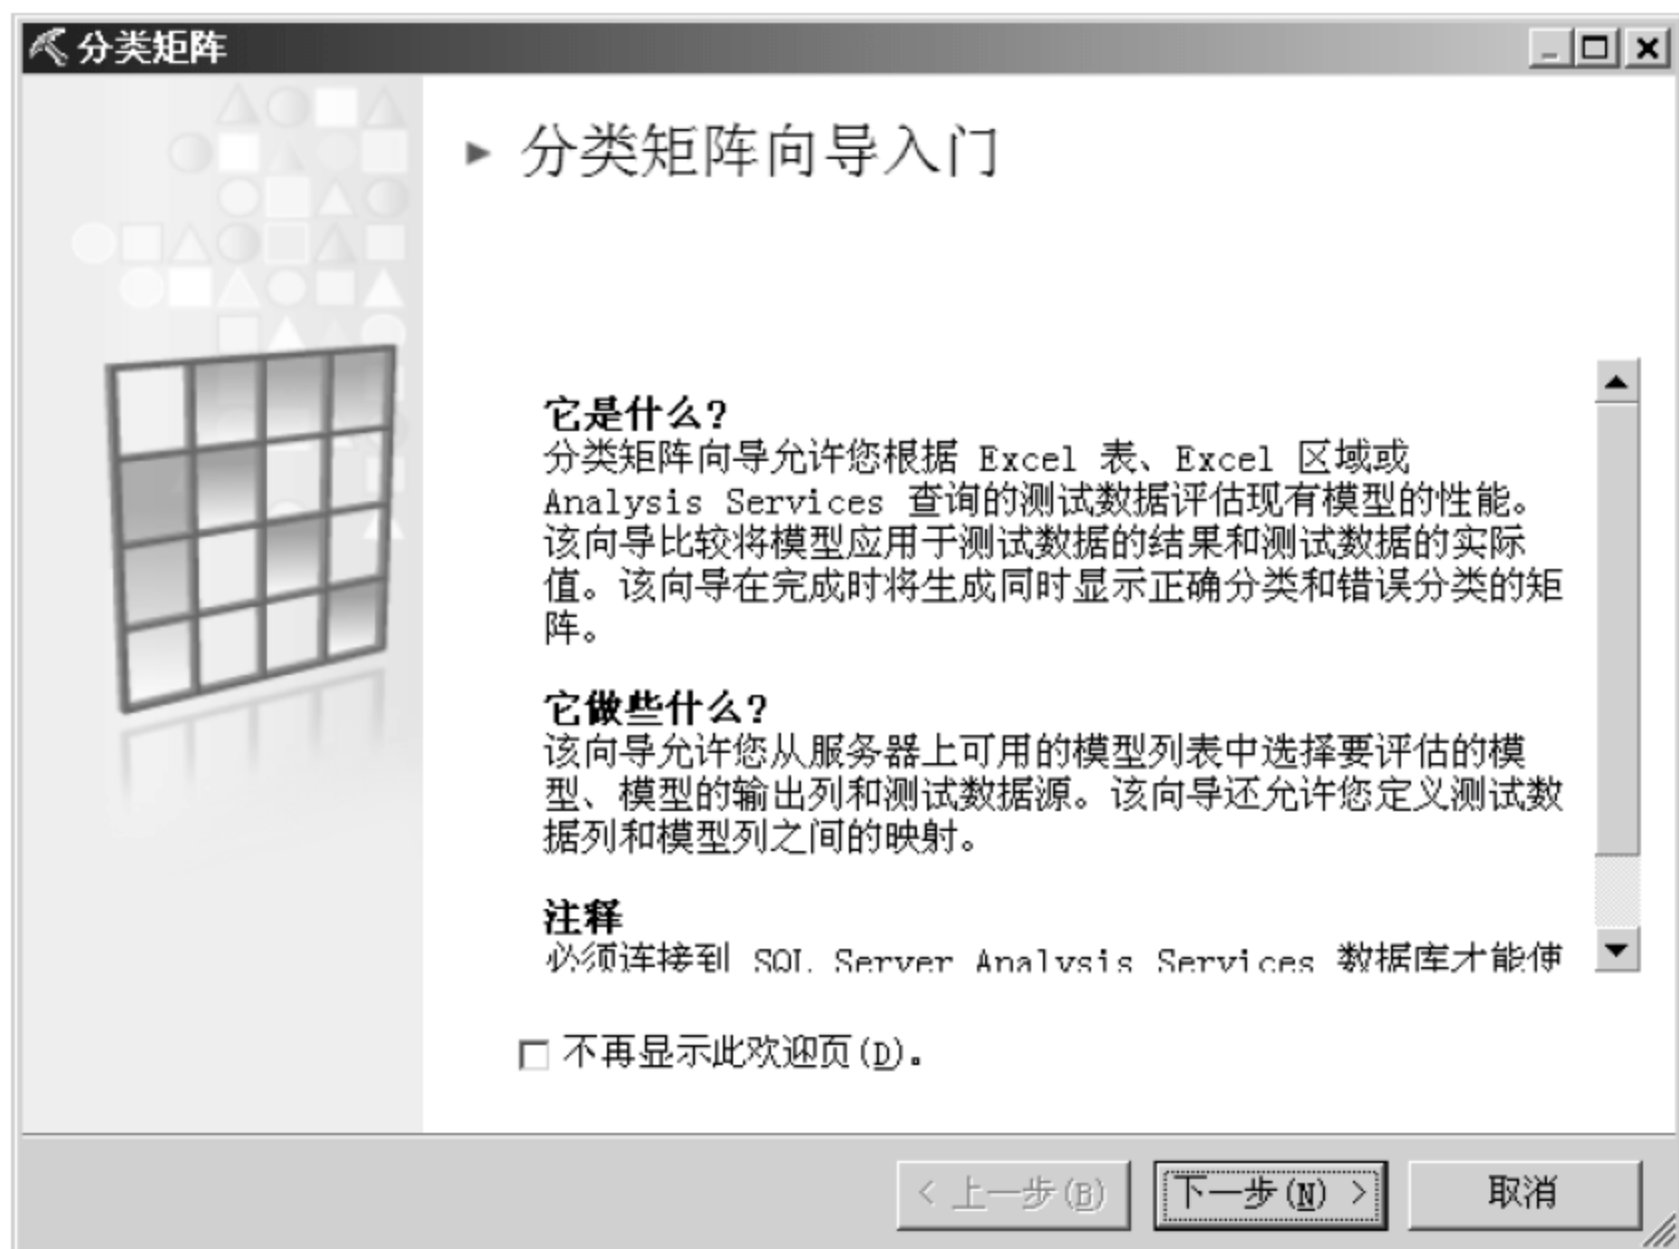 分类矩阵
分类矩阵向导入门
它是什么?
分类矩阵向导允许您根据 Excel 表、Excel 区域或
Analysis Services 查询的测试数据评估现有模型的性能。
该向导比较将模型应用于测试数据的结果和测试数据的实际
值。该向导在完成时将生成同时显示正确分类和错误分类的矩
阵。
它做些什么?
该向导允许您从服务器上可用的模型列表中选择要评估的模
型、模型的输出列和测试数据源。该向导还允许您定义测试数
据列和模型列之间的映射。
注释
必须连接到 SQL Server Analysis Services 数据库才能使
不再显示此欢迎页(D)。
< 上一步(B)
下一步(N) >
取消